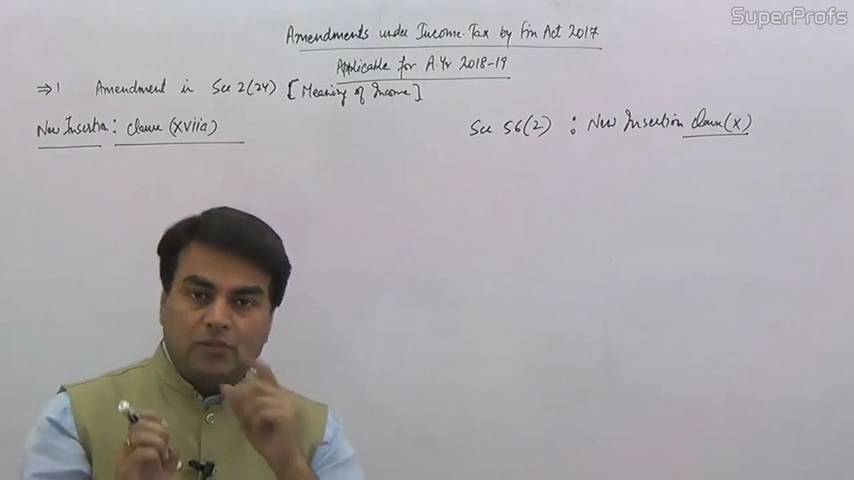 SuperProfs
Amendments under Income Tax by Fin Act 2017
Applicable for A.Yr 2018-19
⇒1 Amendment in Sec 2(24) [Meaning of Income]
New Insertion: clause (xviia)
Sec 56(2) : New Insertion clause (x)